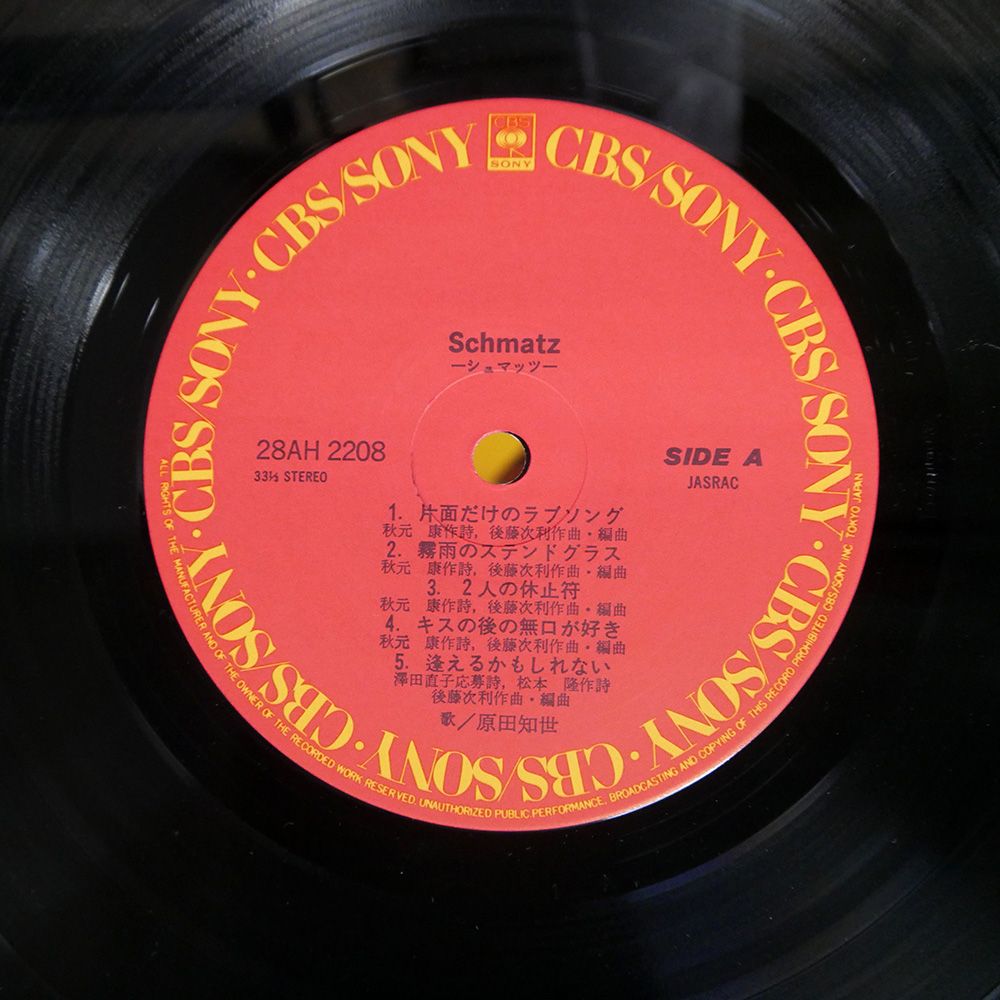 CBS
SONY
CBS/SONY · CBS/SONY · CBS/SONY · CBS/SONY · CBS/SONY · CBS/SONY · CBS/SONY · CBS/SONY
Schmatz
―シュマッツ―
28AH 2208
33⅓ STEREO
SIDE A
JASRAC
1. 片面だけのラブソング
秋元 康作詩, 後藤次利作曲・編曲
2. 霧雨のステンドグラス
秋元 康作詩, 後藤次利作曲・編曲
3. 2人の休止符
秋元 康作詩, 後藤次利作曲・編曲
4. キスの後の無口が好き
秋元 康作詩, 後藤次利作曲・編曲
5. 逢えるかもしれない
澤田直子応募詩, 松本 隆作詩
後藤次利作曲・編曲
歌／原田知世
ALL RIGHTS OF THE MANUFACTURER AND OF THE OWNER OF THE RECORDED WORK RESERVED. UNAUTHORIZED PUBLIC PERFORMANCE, BROADCASTING AND COPYING OF THIS RECORD PROHIBITED CBS/SONY INC TOKYO JAPAN